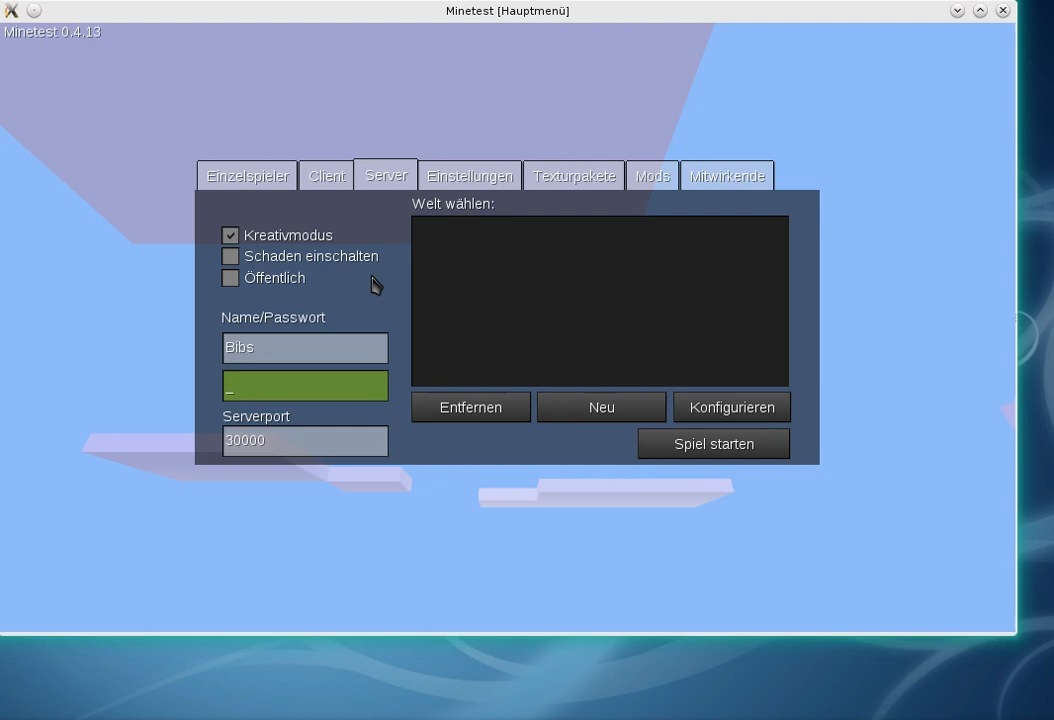 Minetest [Hauptmenü]
Minetest 0.4.13
Einzelspieler Client Server Einstellungen Texturpakete Mods Mitwirkende
Welt wählen:
Kreativmodus
Schaden einschalten
Öffentlich
Name/Passwort
Bibs
_
Serverport
30000
Entfernen Neu Konfigurieren
Spiel starten